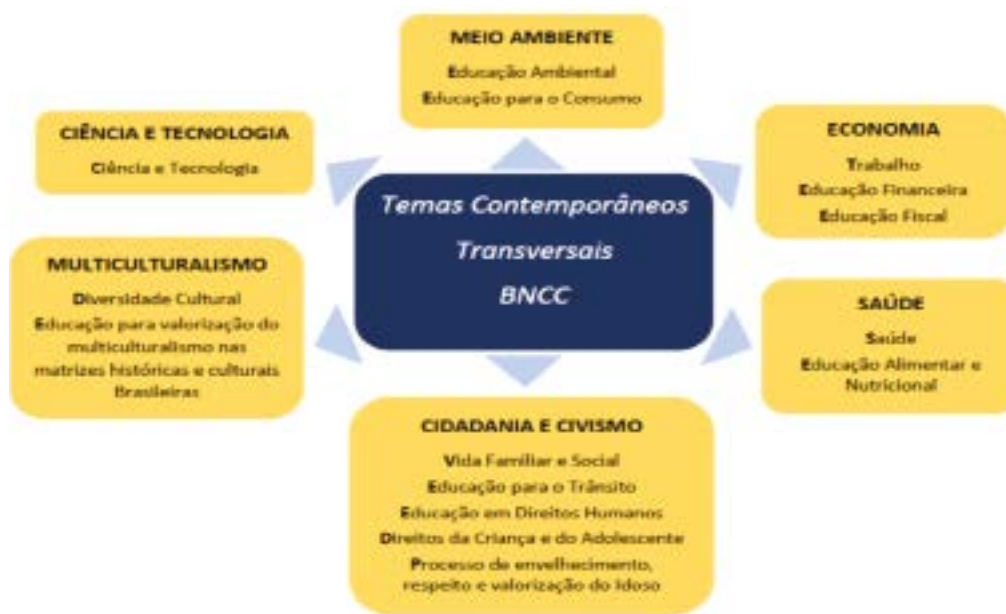 MEIO AMBIENTE
Educação Ambiental
Educação para o Consumo
CIÊNCIA E TECNOLOGIA
Ciência e Tecnologia
ECONOMIA
Trabalho
Educação Financeira
Educação Fiscal
Temas Contemporâneos
Transversais
BNCC
MULTICULTURALISMO
Diversidade Cultural
Educação para valorização do
multiculturalismo nas
matrizes históricas e culturais
Brasileiras
SAÚDE
Saúde
Educação Alimentar e
Nutricional
CIDADANIA E CIVISMO
Vida Familiar e Social
Educação para o Trânsito
Educação em Direitos Humanos
Direitos da Criança e do Adolescente
Processo de envelhecimento,
respeito e valorização do Idoso